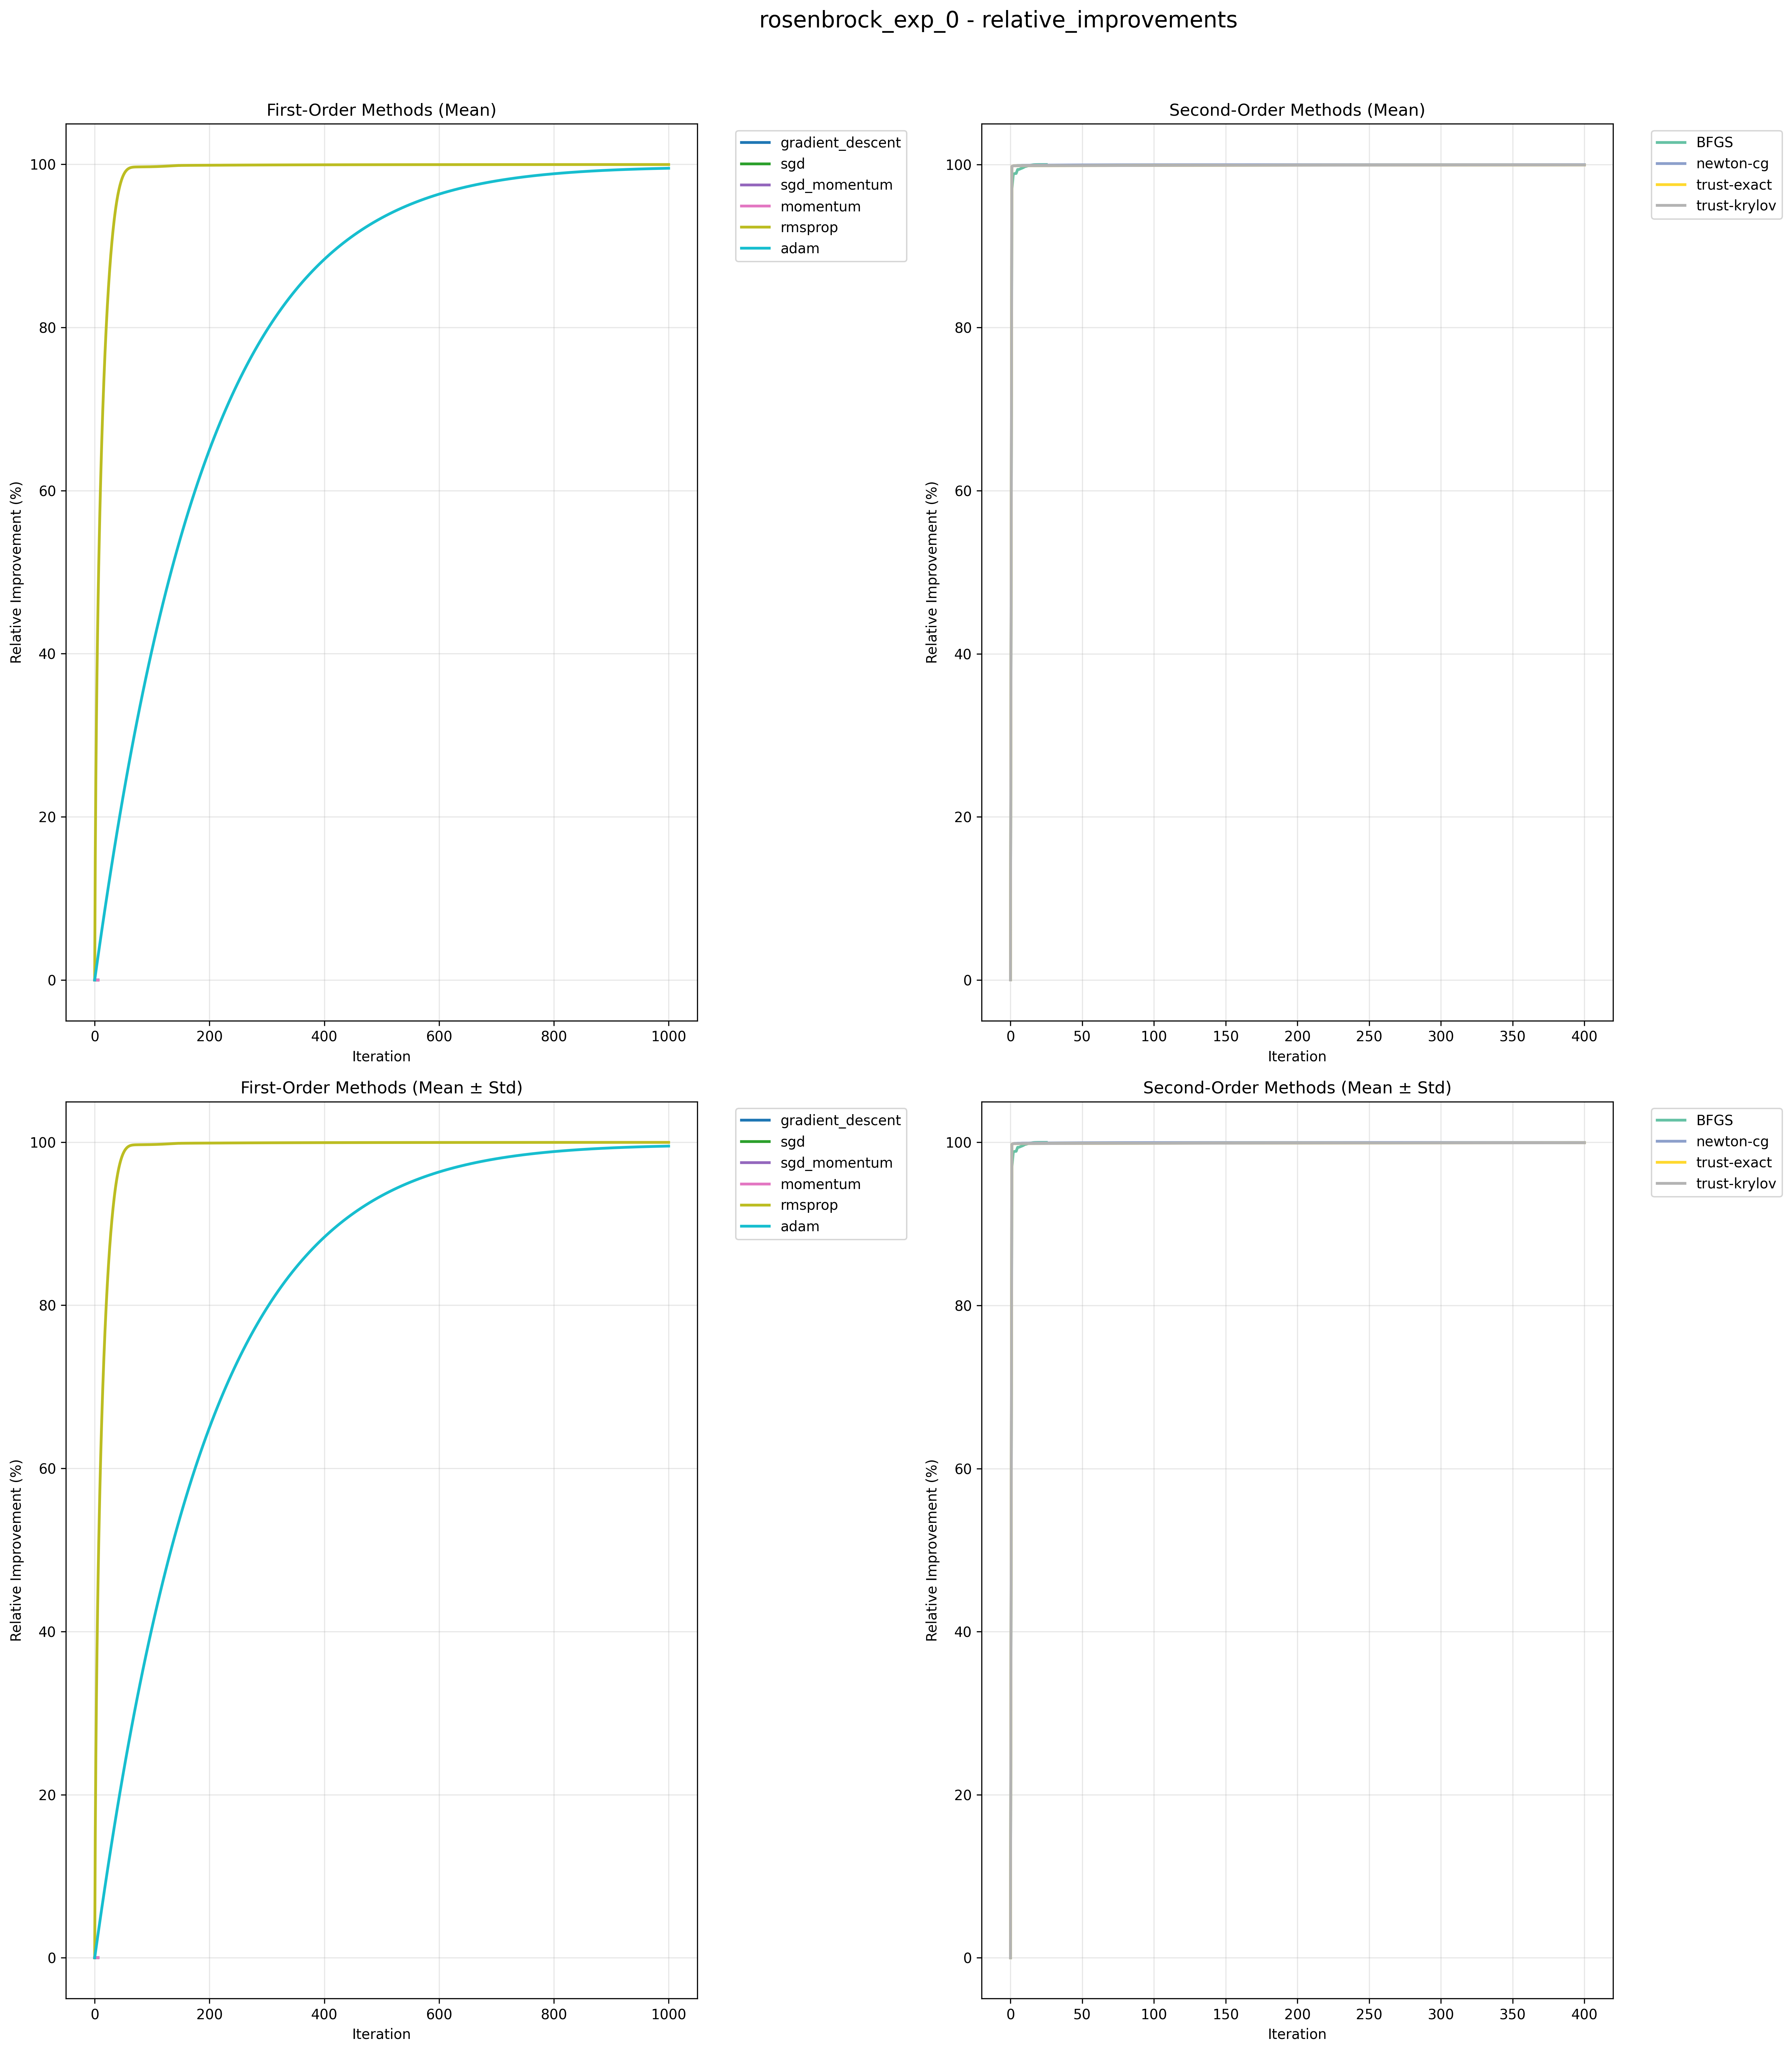 rosenbrock_exp_0 - relative_improvements
First-Order Methods (Mean)
Relative Improvement (%)
100
80
60
40
20
0
0 200 400 600 800 1000
Iteration
gradient_descent
sgd
sgd_momentum
momentum
rmsprop
adam
Second-Order Methods (Mean)
Relative Improvement (%)
100
80
60
40
20
0
0 50 100 150 200 250 300 350 400
Iteration
BFGS
newton-cg
trust-exact
trust-krylov
First-Order Methods (Mean ± Std)
Relative Improvement (%)
100
80
60
40
20
0
0 200 400 600 800 1000
Iteration
gradient_descent
sgd
sgd_momentum
momentum
rmsprop
adam
Second-Order Methods (Mean ± Std)
Relative Improvement (%)
100
80
60
40
20
0
0 50 100 150 200 250 300 350 400
Iteration
BFGS
newton-cg
trust-exact
trust-krylov